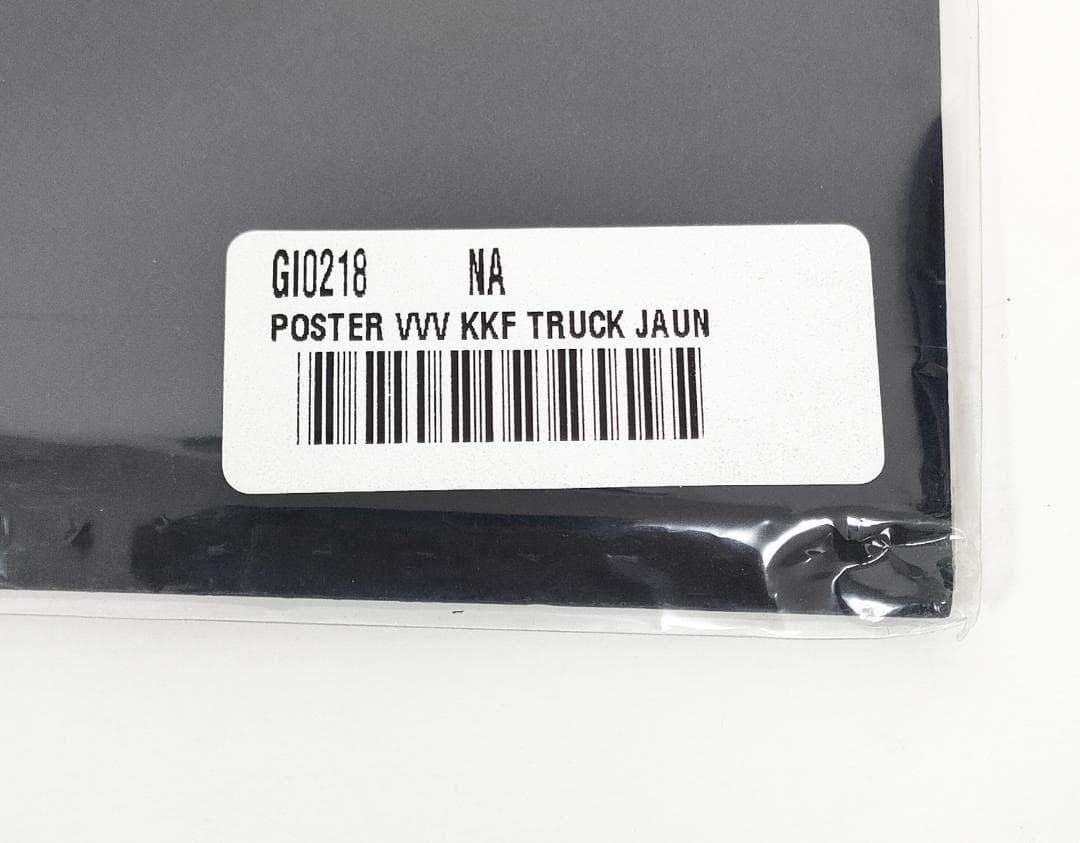 GI0218 NA
POSTER VVV KKF TRUCK JAUN